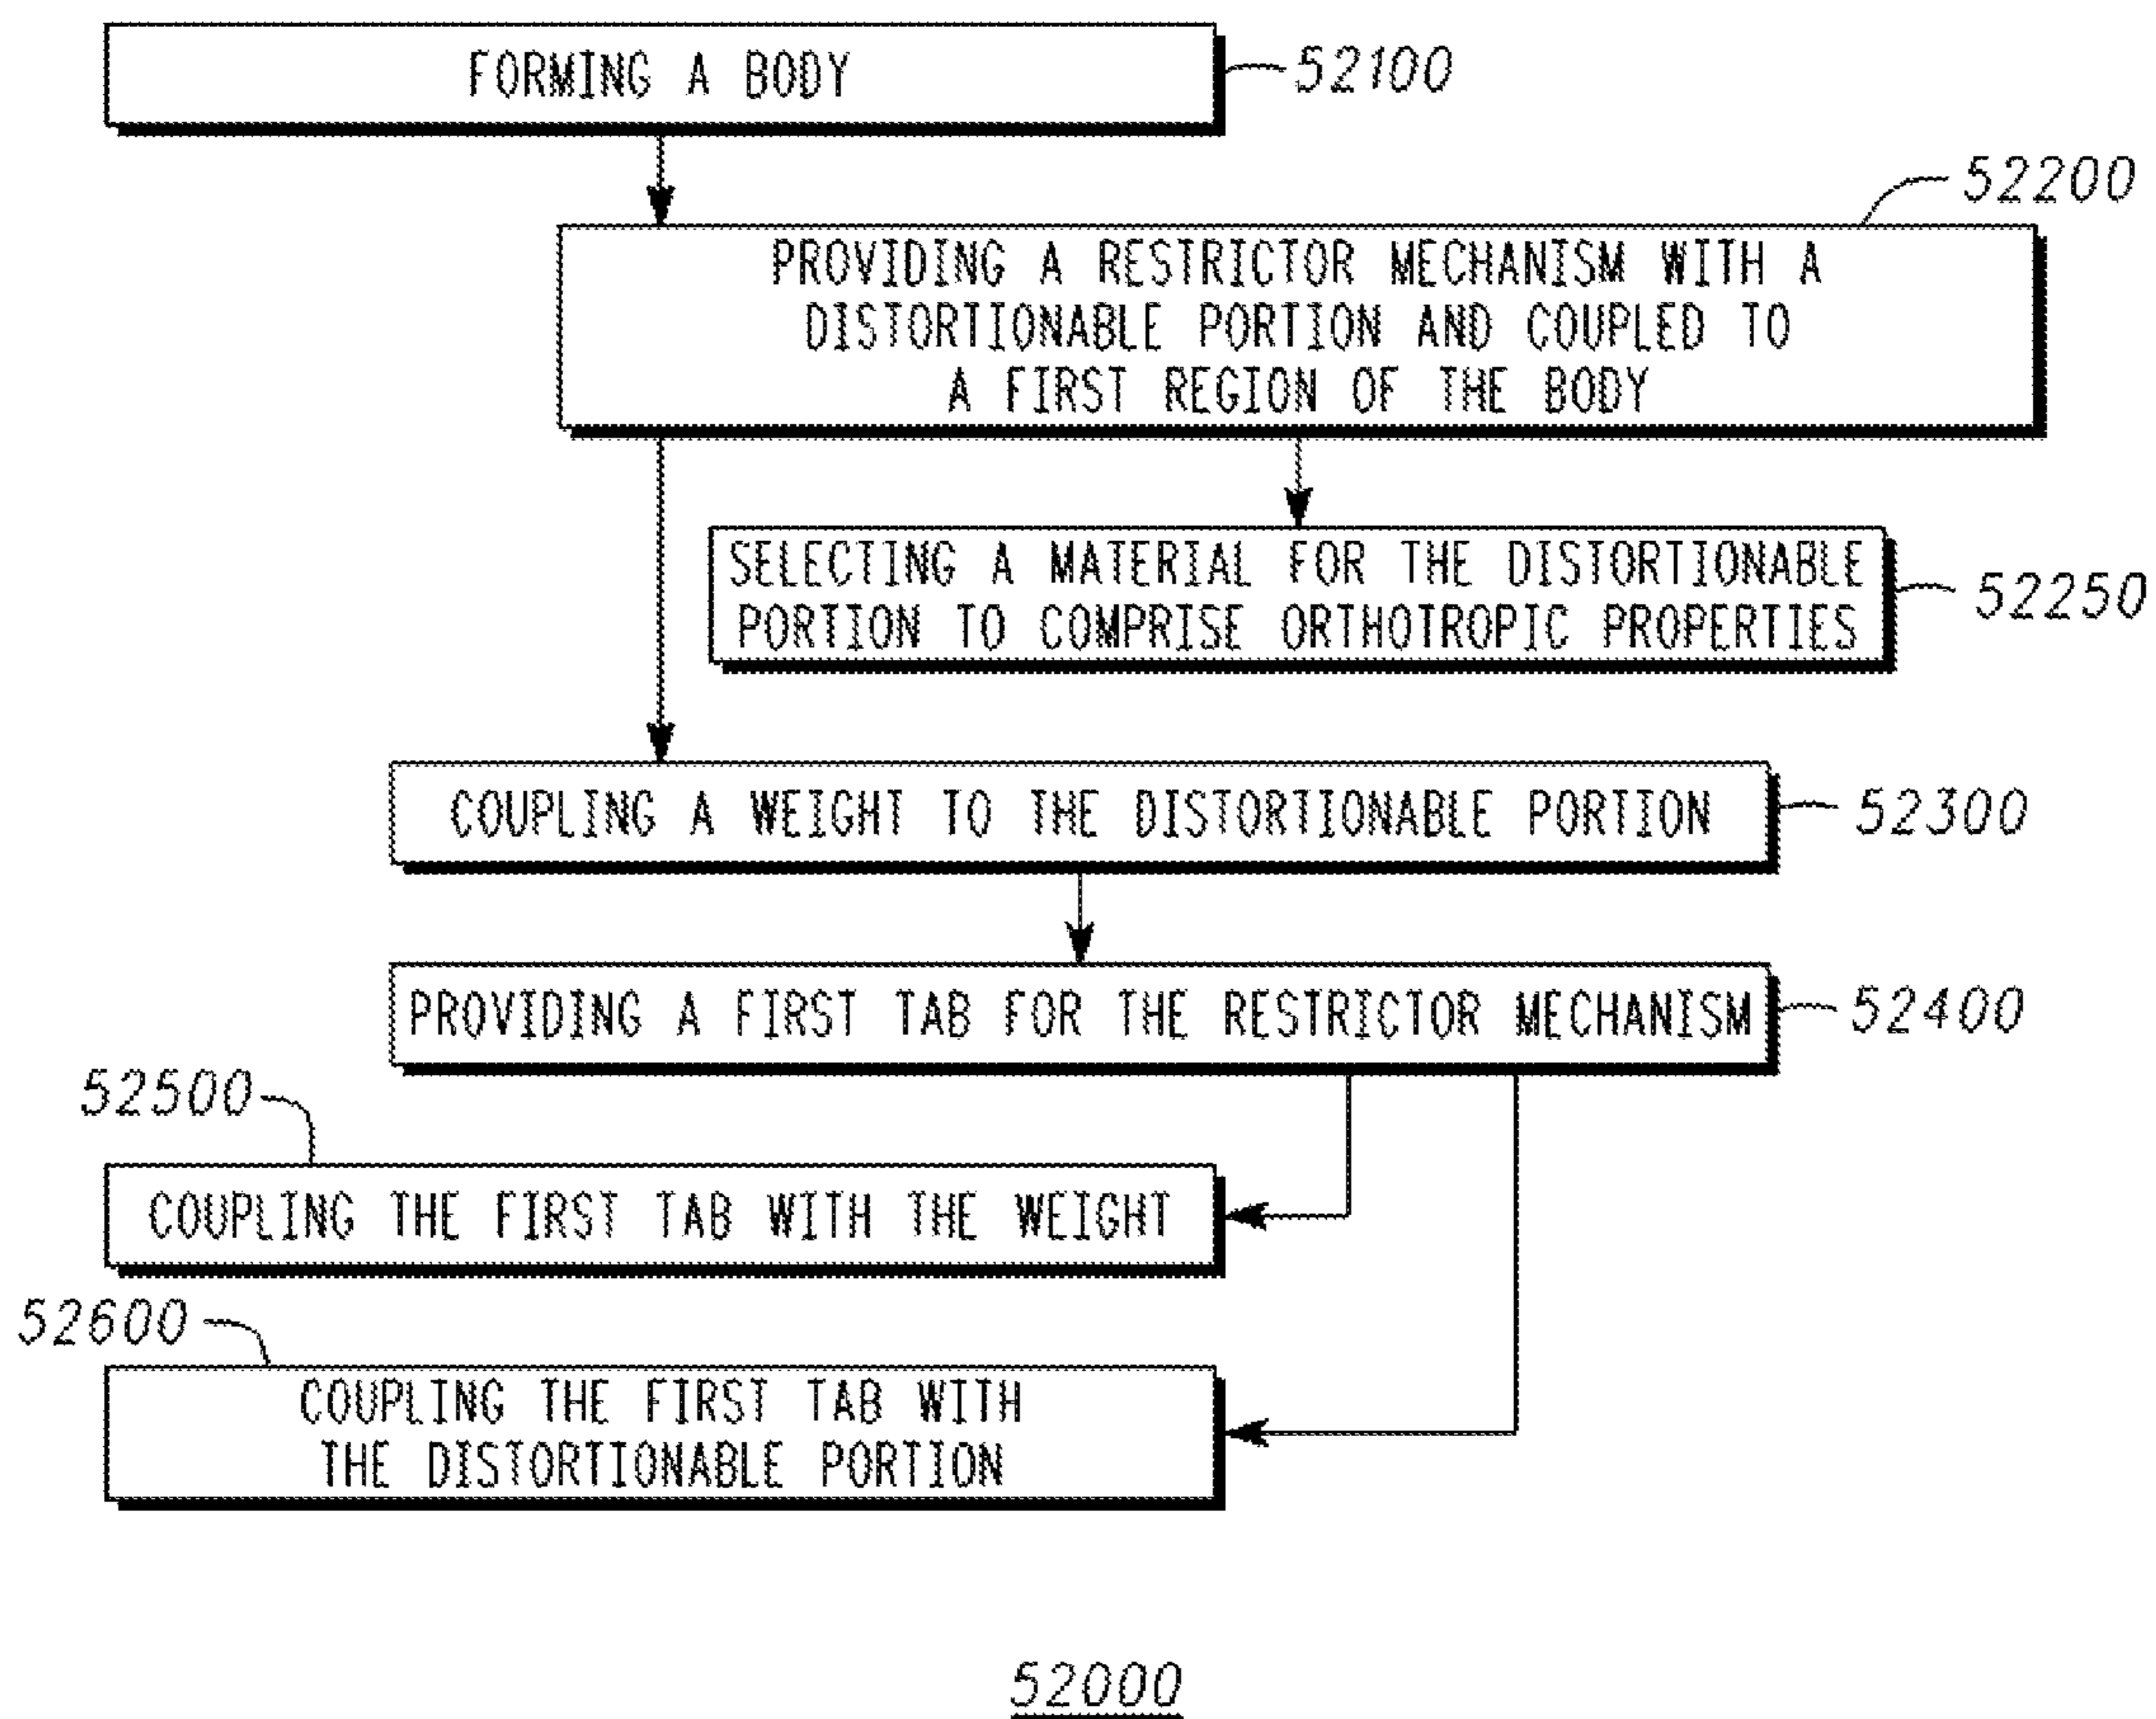 FORMING A BODY
52100
52200
PROVIDING A RESTRICTOR MECHANISM WITH A
DISTORTIONABLE PORTION AND COUPLED TO
A FIRST REGION OF THE BODY
SELECTING A MATERIAL FOR THE DISTORTIONABLE
PORTION TO COMPRISE ORTHOTROPIC PROPERTIES
52250
COUPLING A WEIGHT TO THE DISTORTIONABLE PORTION
52300
PROVIDING A FIRST TAB FOR THE RESTRICTOR MECHANISM
52400
52500
COUPLING THE FIRST TAB WITH THE WEIGHT
52600
COUPLING THE FIRST TAB WITH
THE DISTORTIONABLE PORTION
52000